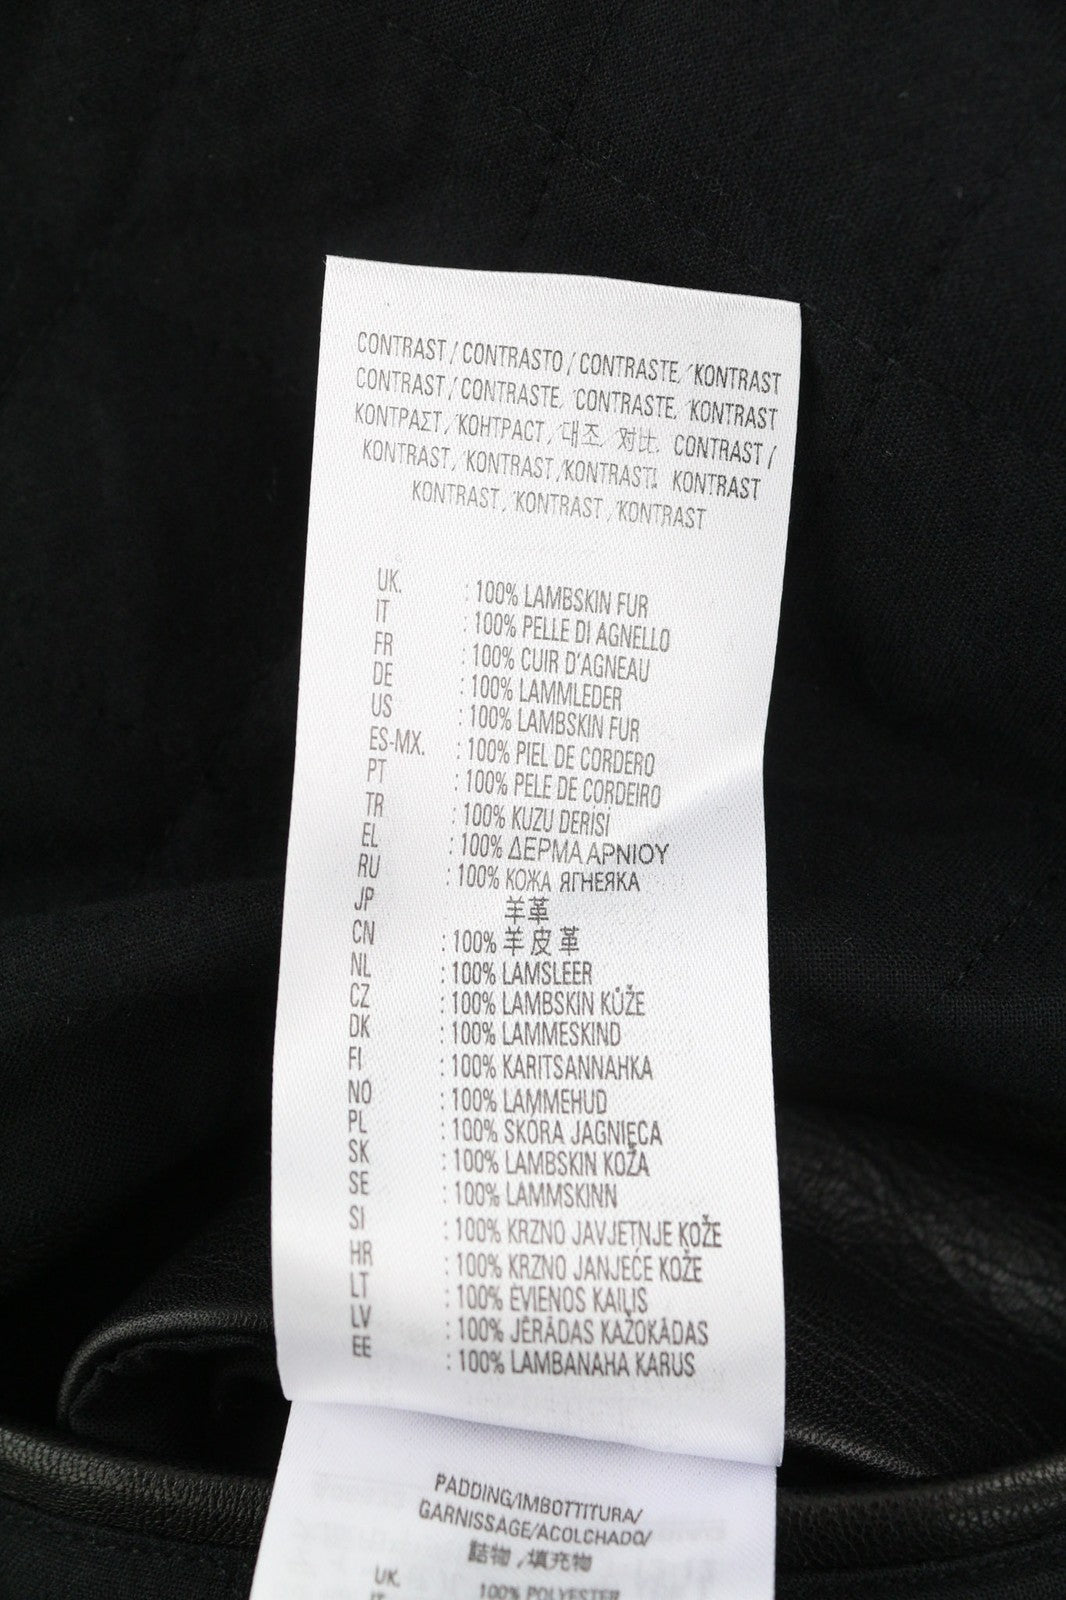 CONTRAST / CONTRASTO / CONTRASTE, KONTRAST
CONTRAST / CONTRASTE, CONTRASTE, KONTRAST
ΚΟΝΤΡΑΣΤ, КОНТРАСТ, 대조, 对比, CONTRAST /
KONTRAST, KONTRAST, KONTRASTI, KONTRAST
KONTRAST, KONTRAST, KONTRAST
UK. : 100% LAMBSKIN FUR
IT : 100% PELLE DI AGNELLO
FR : 100% CUIR D'AGNEAU
DE : 100% LAMMLEDER
US : 100% LAMBSKIN FUR
ES-MX. : 100% PIEL DE CORDERO
PT : 100% PELE DE CORDEIRO
TR : 100% KUZU DERISİ
EL : 100% ΔΕΡΜΑ ΑΡΝΙΟΥ
RU : 100% КОЖА ЯГНЕЯКА
JP 羊革
CN : 100% 羊皮革
NL : 100% LAMSLEER
CZ : 100% LAMBSKIN KŮŽE
DK : 100% LAMMESKIND
FI : 100% KARITSANNAHKA
NO : 100% LAMMEHUD
PL : 100% SKÓRA JAGNIĘCA
SK : 100% LAMBSKIN KOŽA
SE : 100% LAMMSKINN
SI : 100% KRZNO JAVJETNJE KOŽE
HR : 100% KRZNO JANJEĆE KOŽE
LT : 100% ĖVIENOS KAILIS
LV : 100% JĒRĀDAS KAŽOKĀDAS
EE : 100% LAMBANAHA KARUS
PADDING/IMBOTTITURA/
GARNISSAGE/ACOLCHADO/
詰物,填充物
UK. 100% POLYESTER
IT